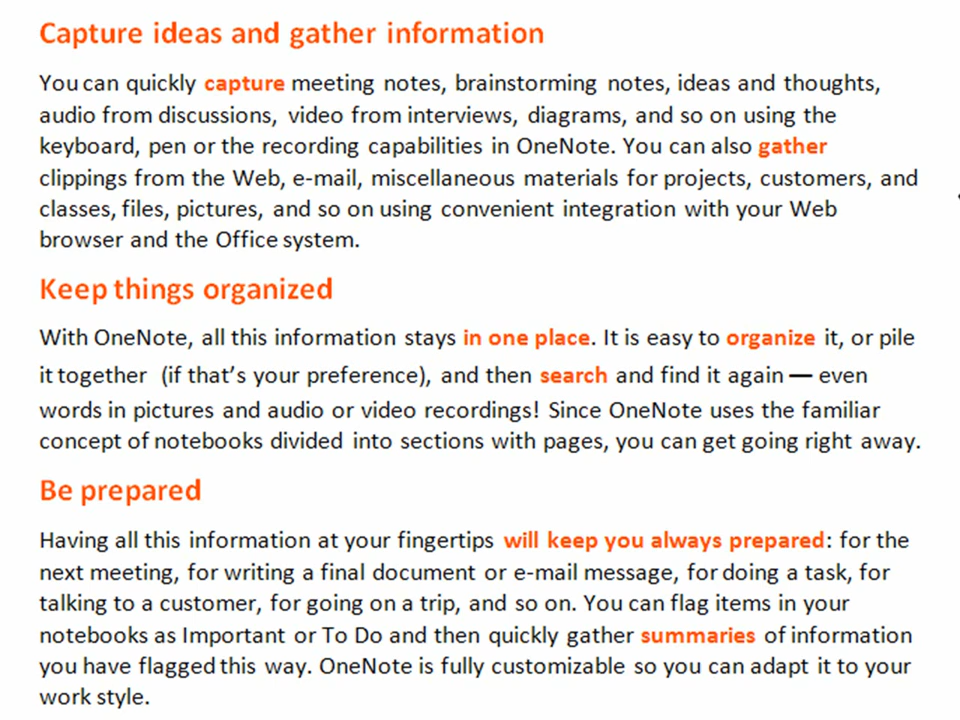 Capture ideas and gather information
You can quickly capture meeting notes, brainstorming notes, ideas and thoughts,
audio from discussions, video from interviews, diagrams, and so on using the
keyboard, pen or the recording capabilities in OneNote. You can also gather
clippings from the Web, e-mail, miscellaneous materials for projects, customers, and
classes, files, pictures, and so on using convenient integration with your Web
browser and the Office system.
Keep things organized
With OneNote, all this information stays in one place. It is easy to organize it, or pile
it together (if that's your preference), and then search and find it again — even
words in pictures and audio or video recordings! Since OneNote uses the familiar
concept of notebooks divided into sections with pages, you can get going right away.
Be prepared
Having all this information at your fingertips will keep you always prepared: for the
next meeting, for writing a final document or e-mail message, for doing a task, for
talking to a customer, for going on a trip, and so on. You can flag items in your
notebooks as Important or To Do and then quickly gather summaries of information
you have flagged this way. OneNote is fully customizable so you can adapt it to your
work style.